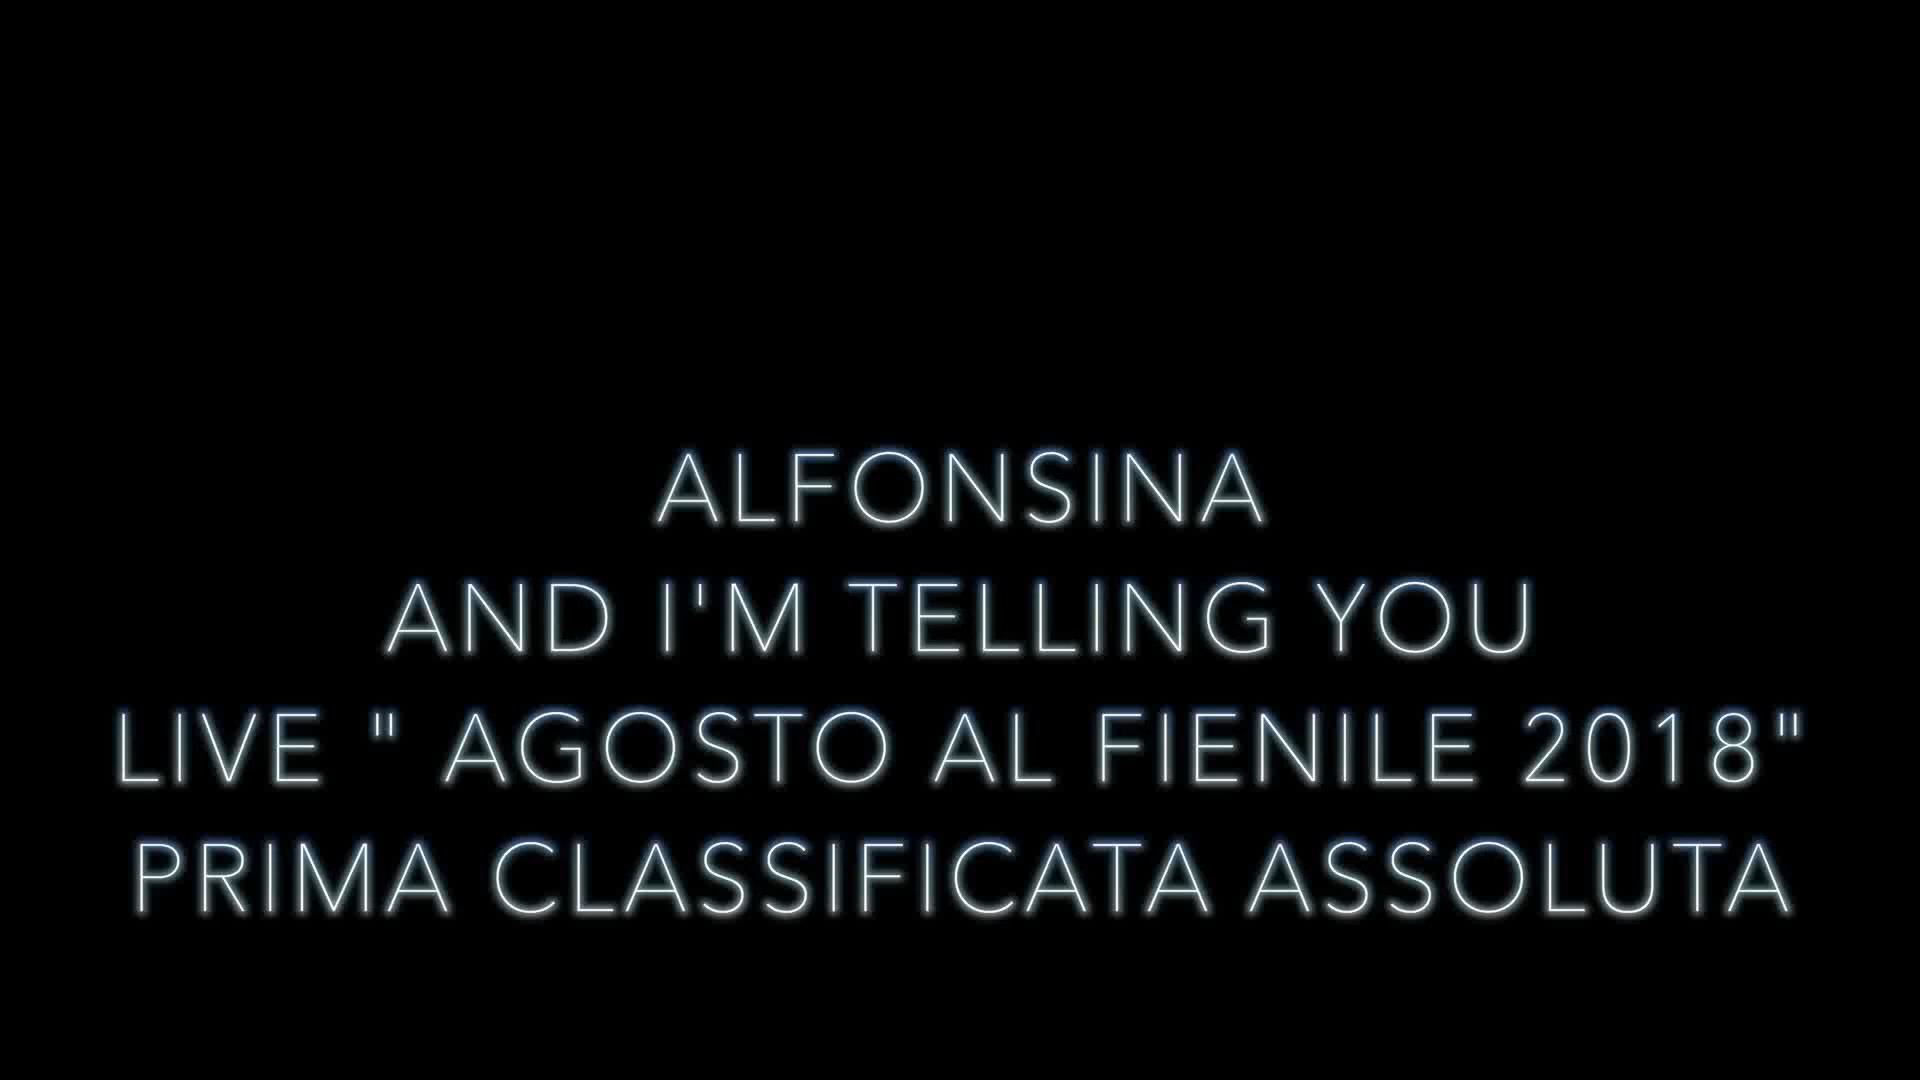 ALFONSINA
AND I'M TELLING YOU
LIVE " AGOSTO AL FIENILE 2018"
PRIMA CLASSIFICATA ASSOLUTA